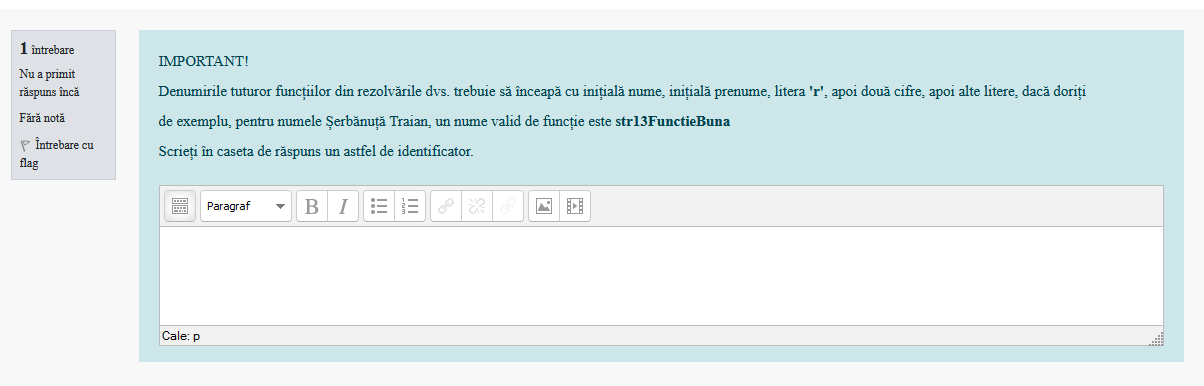 1 întrebare
Nu a primit
răspuns încă
Fără notă
Întrebare cu
flag
IMPORTANT!
Denumirile tuturor funcțiilor din rezolvările dvs. trebuie să înceapă cu inițială nume, inițială prenume, litera 'r', apoi două cifre, apoi alte litere, dacă doriți
de exemplu, pentru numele Șerbănuță Traian, un nume valid de funcție este str13FunctieBuna
Scrieți în caseta de răspuns un astfel de identificator.
Paragraf
B I
Cale: p